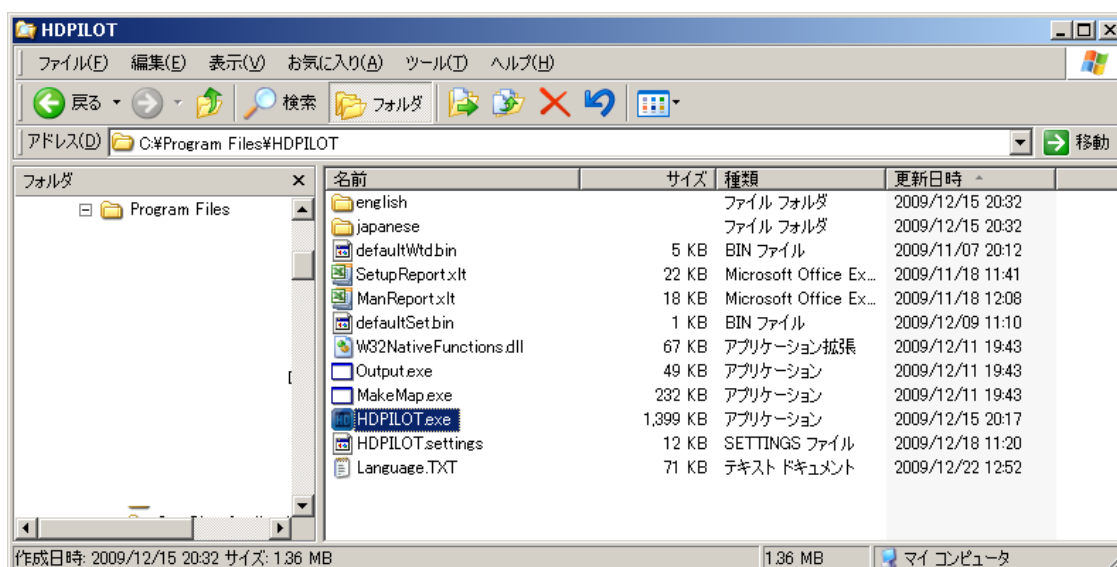 HDPILOT
ファイル(F) 編集(E) 表示(V) お気に入り(A) ツール(T) ヘルプ(H)
戻る 検索 フォルダ
アドレス(D) C:¥Program Files¥HDPILOT 移動
フォルダ × 名前 サイズ 種類 更新日時
Program Files
english ファイル フォルダ 2009/12/15 20:32
japanese ファイル フォルダ 2009/12/15 20:32
defaultWtd.bin 5 KB BIN ファイル 2009/11/07 20:12
SetupReport.xlt 22 KB Microsoft Office Ex... 2009/11/18 11:41
ManReport.xlt 18 KB Microsoft Office Ex... 2009/11/18 12:08
defaultSet.bin 1 KB BIN ファイル 2009/12/09 11:10
W32NativeFunctions.dll 67 KB アプリケーション拡張 2009/12/11 19:43
Output.exe 49 KB アプリケーション 2009/12/11 19:43
MakeMap.exe 232 KB アプリケーション 2009/12/11 19:43
HDPILOT.exe 1,399 KB アプリケーション 2009/12/15 20:17
HDPILOT.settings 12 KB SETTINGS ファイル 2009/12/18 11:20
Language.TXT 71 KB テキスト ドキュメント 2009/12/22 12:52
作成日時: 2009/12/15 20:32 サイズ: 1.36 MB 1.36 MB マイ コンピュータ